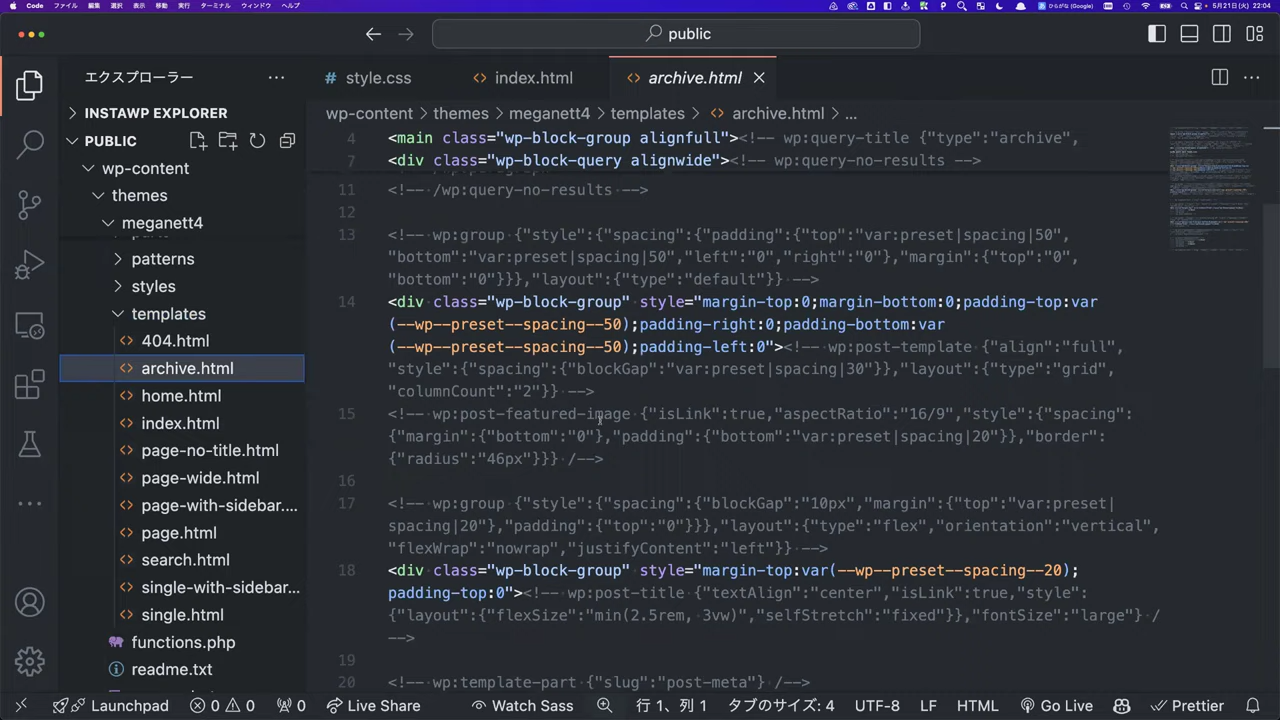 Code ファイル 編集 選択 表示 移動 実行 ターミナル ウィンドウ ヘルプ
ひらがな (Google) 5月21日(火) 22:04
public
エクスプローラー
style.css index.html archive.html
INSTAWP EXPLORER
PUBLIC
wp-content
themes
meganett4
patterns
styles
templates
404.html
archive.html
home.html
index.html
page-no-title.html
page-wide.html
page-with-sidebar....
page.html
search.html
single-with-sidebar...
single.html
functions.php
readme.txt
wp-content > themes > meganett4 > templates > archive.html > ...
4 <main class="wp-block-group alignfull"><!-- wp:query-title {"type":"archive",
7 <div class="wp-block-query alignwide"><!-- wp:query-no-results -->
11 <!-- /wp:query-no-results -->
12
13 <!-- wp:group {"style":{"spacing":{"padding":{"top":"var:preset|spacing|50",
"bottom":"var:preset|spacing|50","left":"0","right":"0"},"margin":{"top":"0",
"bottom":"0"}}},"layout":{"type":"default"}} -->
14 <div class="wp-block-group" style="margin-top:0;margin-bottom:0;padding-top:var
(--wp--preset--spacing--50);padding-right:0;padding-bottom:var
(--wp--preset--spacing--50);padding-left:0"><!-- wp:post-template {"align":"full",
"style":{"spacing":{"blockGap":"var:preset|spacing|30"}},"layout":{"type":"grid",
"columnCount":"2"}} -->
15 <!-- wp:post-featured-image {"isLink":true,"aspectRatio":"16/9","style":{"spacing":
{"margin":{"bottom":"0"},"padding":{"bottom":"var:preset|spacing|20"}},"border":
{"radius":"46px"}}} /-->
16
17 <!-- wp:group {"style":{"spacing":{"blockGap":"10px","margin":{"top":"var:preset|
spacing|20"},"padding":{"top":"0"}}},"layout":{"type":"flex","orientation":"vertical",
"flexWrap":"nowrap","justifyContent":"left"}} -->
18 <div class="wp-block-group" style="margin-top:var(--wp--preset--spacing--20);
padding-top:0"><!-- wp:post-title {"textAlign":"center","isLink":true,"style":
{"layout":{"flexSize":"min(2.5rem, 3vw)","selfStretch":"fixed"}},"fontSize":"large"} /
-->
19
20 <!-- wp:template-part {"slug":"post-meta"} /-->
Launchpad 0 0 0 Live Share Watch Sass 行 1、列 1 タブのサイズ: 4 UTF-8 LF HTML Go Live Prettier